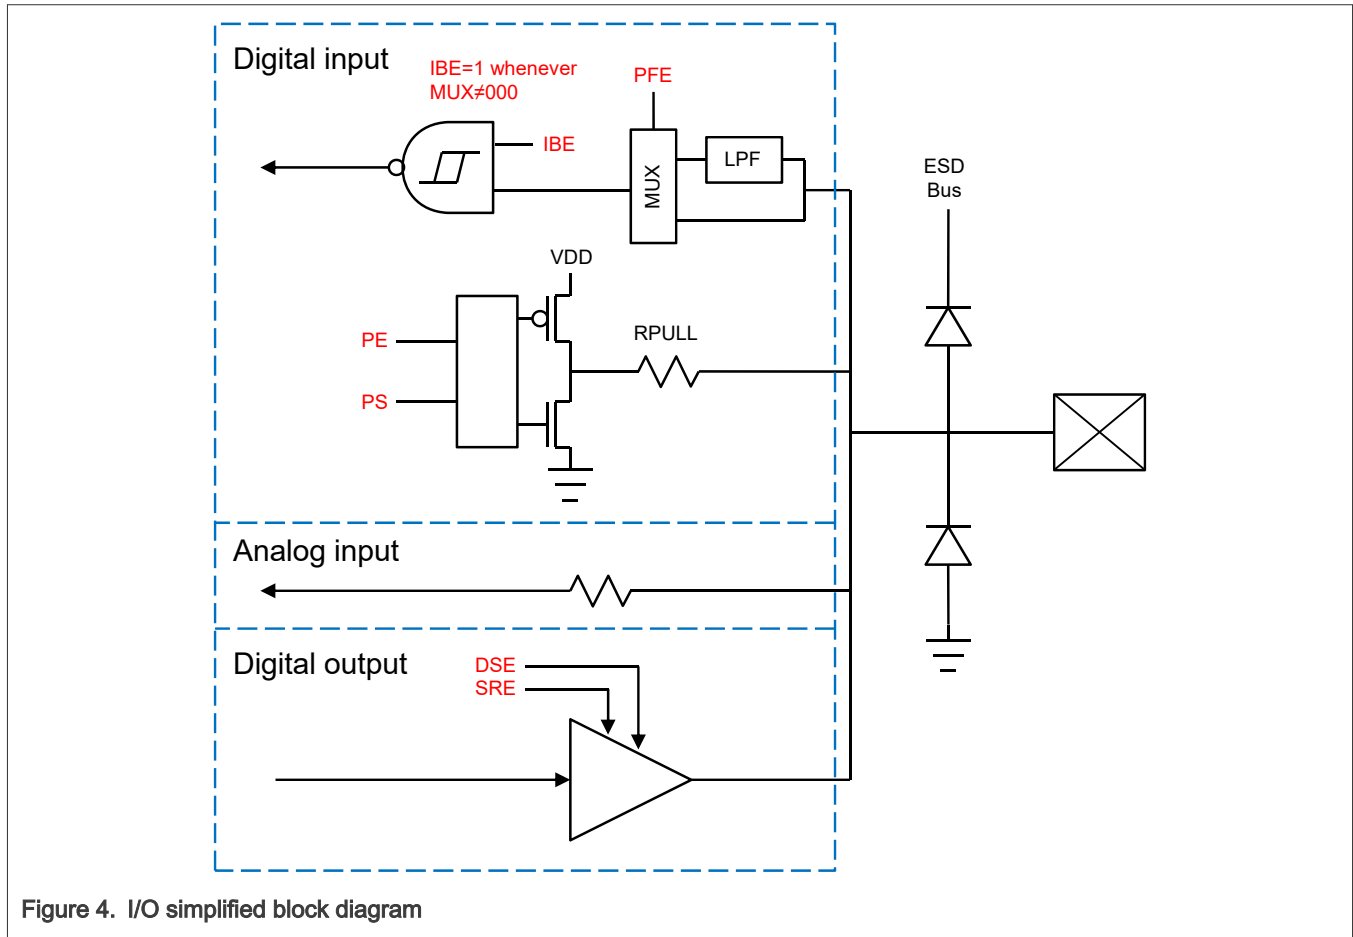 Digital input
IBE=1 whenever
MUX≠000
PFE
IBE
MUX
LPF
ESD
Bus
VDD
PE
PS
RPULL
Analog input
Digital output
DSE
SRE
Figure 4. I/O simplified block diagram